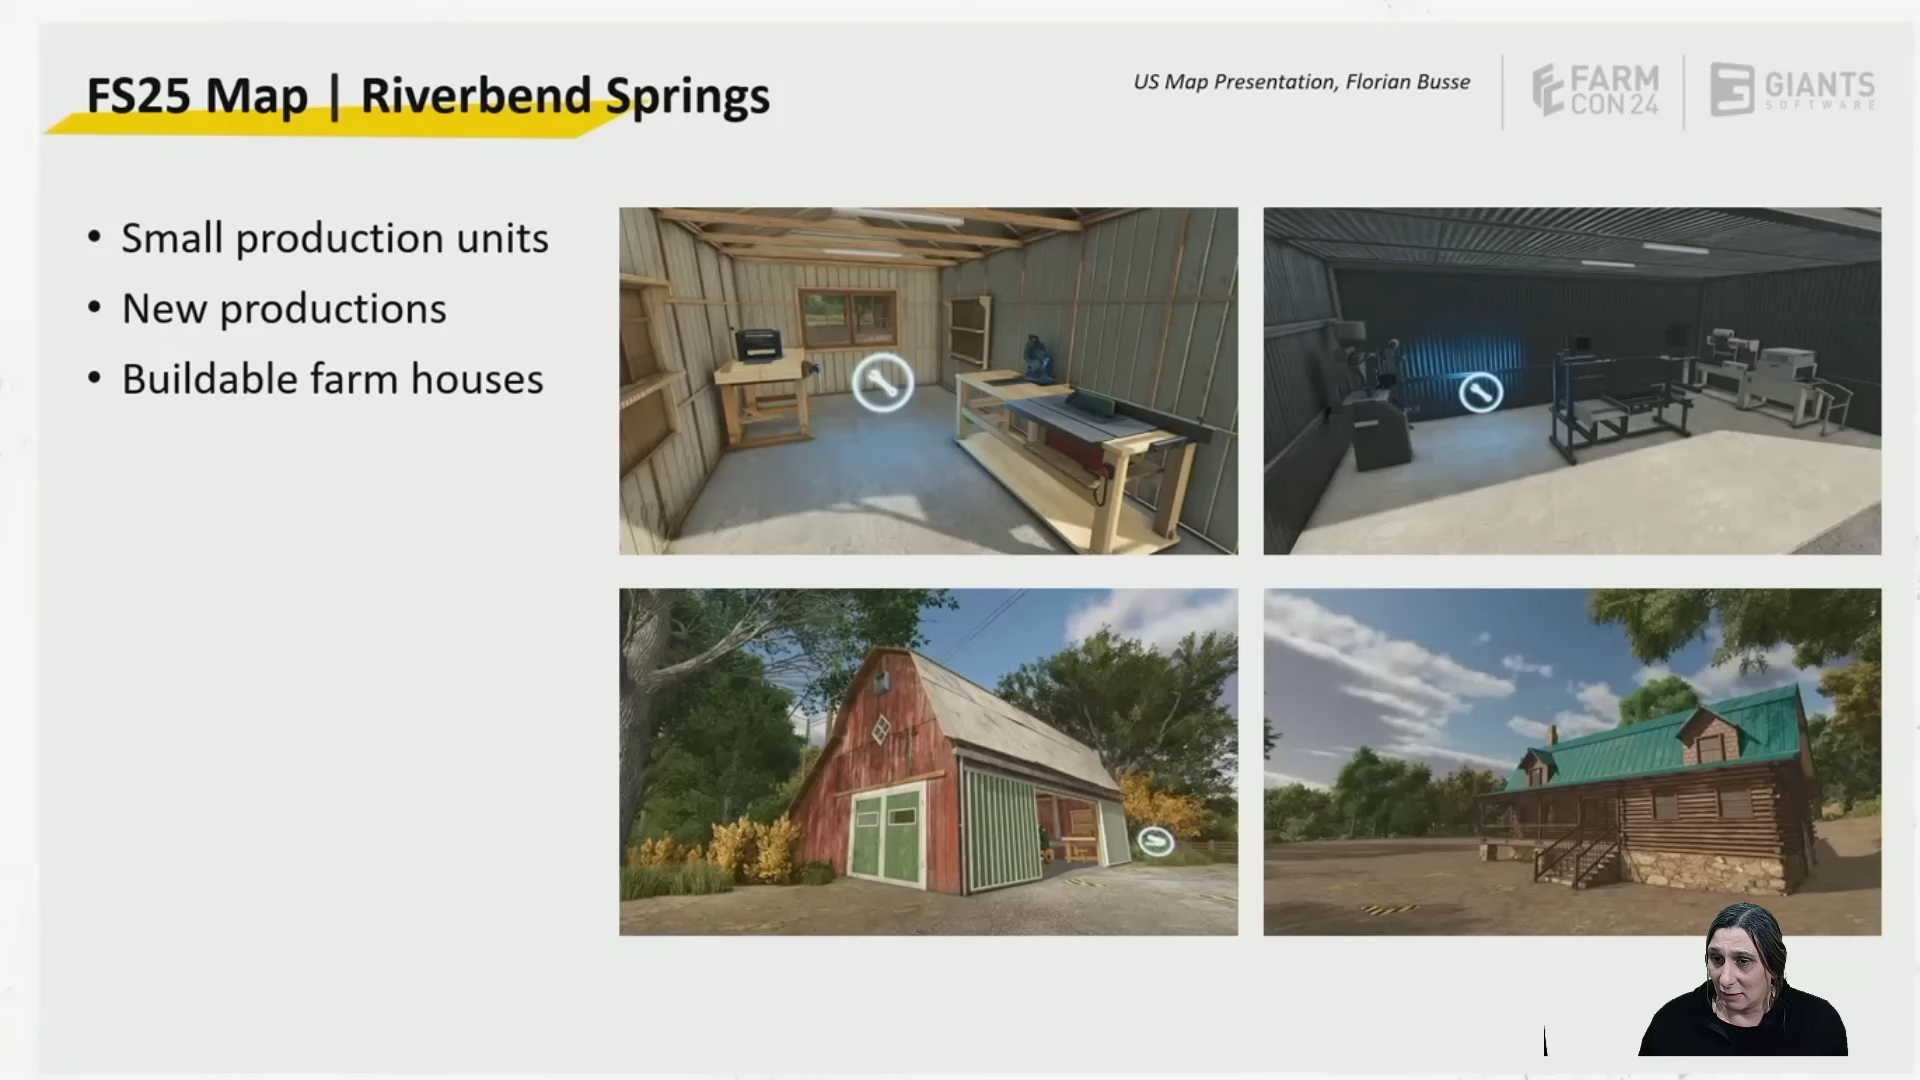 FS25 Map | Riverbend Springs
US Map Presentation, Florian Busse
FARM
CON 24
GIANTS
SOFTWARE
• Small production units
• New productions
• Buildable farm houses